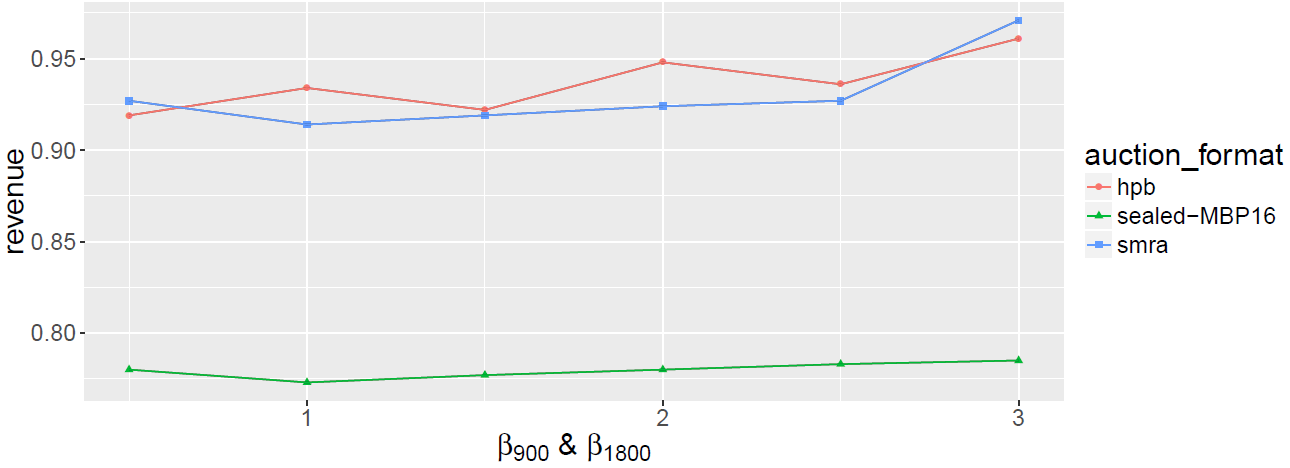 0.95
0.90
0.85
0.80
revenue
1 2 3
β900 & β1800
auction_format
hpb
sealed−MBP16
smra